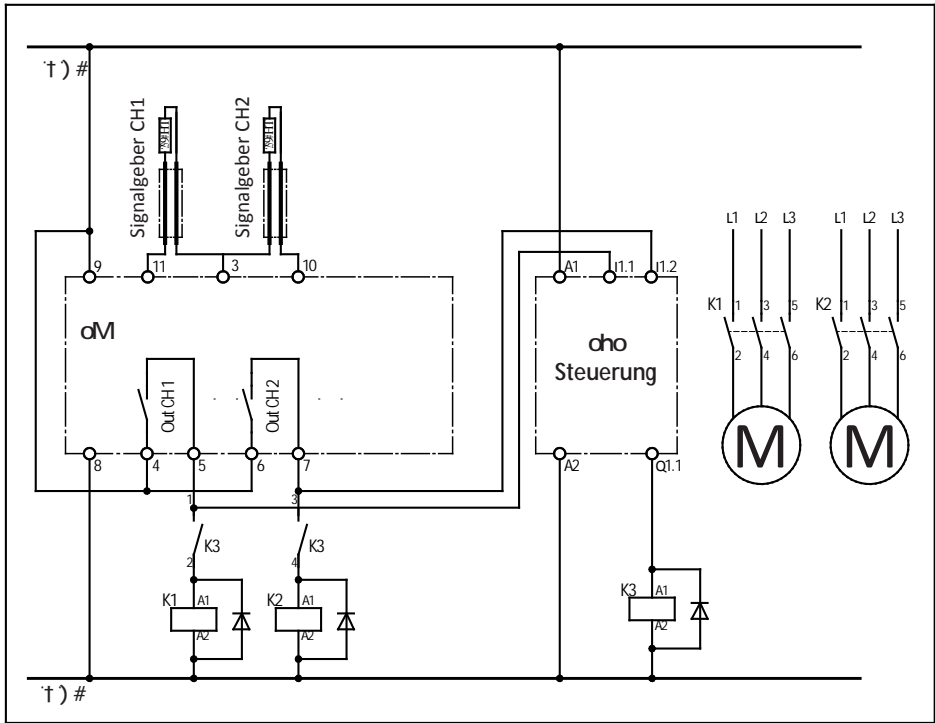 Signalgeber CH1
Signalgeber CH2
L1 L2 L3
L1 L2 L3
9 11 3 10
A1 I1.1 I1.2
K1 1 3 5
K2 1 3 5
2 4 6
2 4 6
Out CH1
Out CH2
Steuerung
M
M
8 4 5 6 7
A2 Q1.1
1 3
K3
K3
2 4
K1 A1
A2
K2 A1
A2
K3 A1
A2